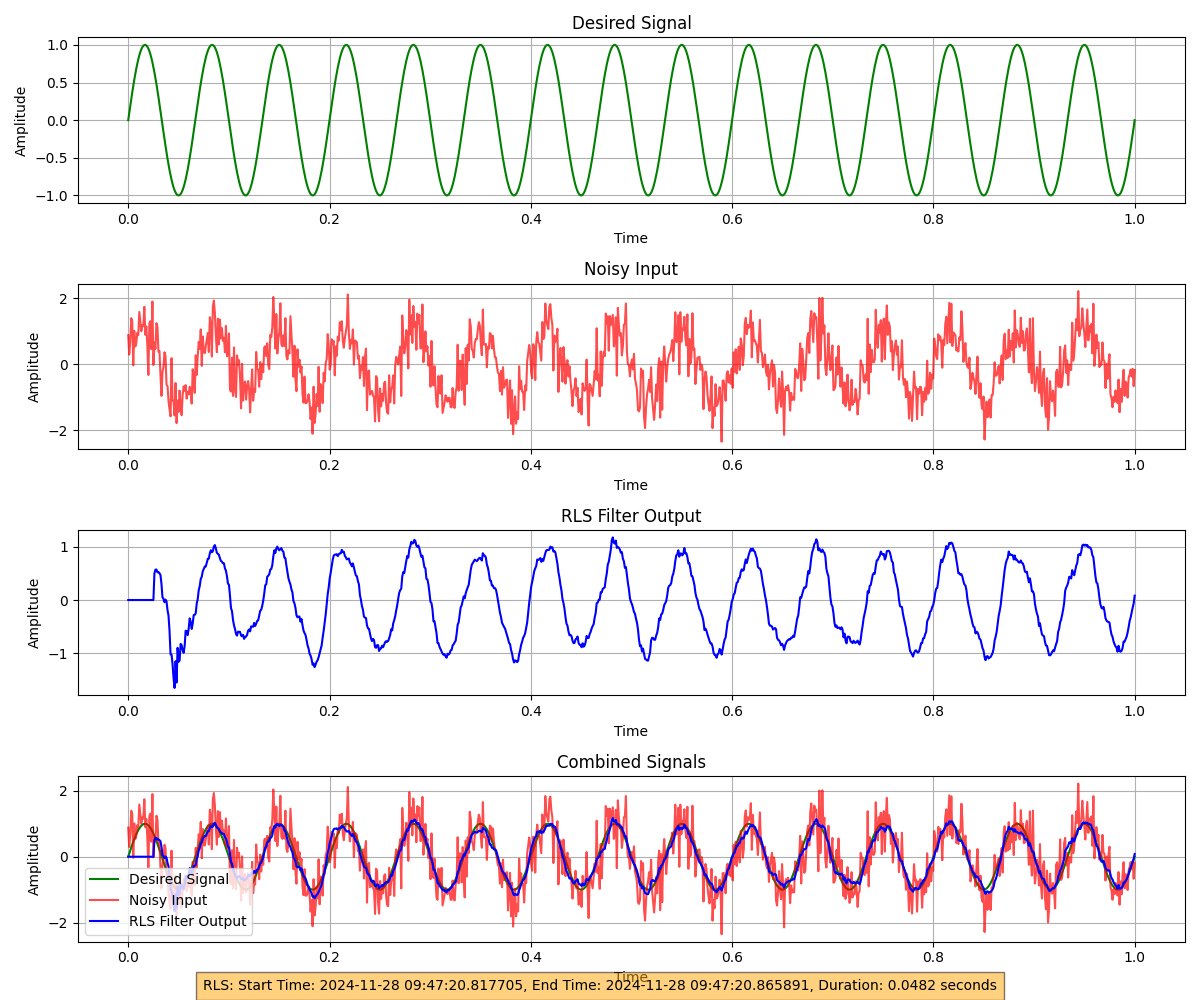 Desired Signal
1.0
0.5
0.0
−0.5
−1.0
Amplitude
0.0 0.2 0.4 0.6 0.8 1.0
Time
Noisy Input
2
0
−2
Amplitude
0.0 0.2 0.4 0.6 0.8 1.0
Time
RLS Filter Output
1
0
−1
Amplitude
0.0 0.2 0.4 0.6 0.8 1.0
Time
Combined Signals
2
0
−2
Amplitude
Desired Signal
Noisy Input
RLS Filter Output
0.0 0.2 0.4 0.6 0.8 1.0
Time
RLS: Start Time: 2024-11-28 09:47:20.817705, End Time: 2024-11-28 09:47:20.865891, Duration: 0.0482 seconds